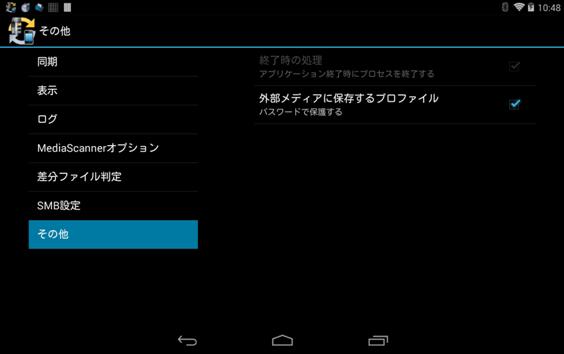 10:48
その他
同期
表示
ログ
MediaScannerオプション
差分ファイル判定
SMB設定
その他
終了時の処理
アプリケーション終了時にプロセスを終了する
外部メディアに保存するプロファイル
パスワードで保護する